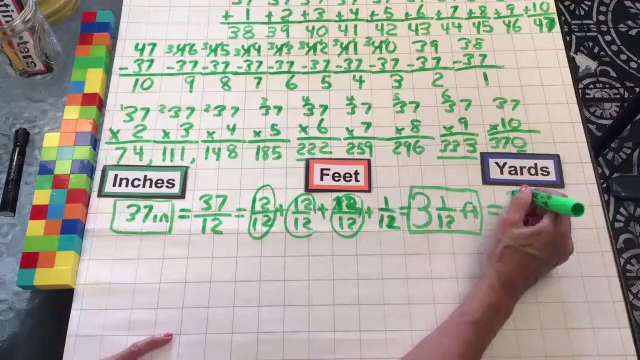 +1 +2 +3 +4 +5 +6 +7 +8 +9 +10
38 39 40 41 42 43 44 45 46 47
47 46 45 44 43 42 41 40 39 38
-37 -37 -37 -37 -37 -37 -37 -37 -37 -37
10 9 8 7 6 5 4 3 2 1
37 37 37 37 37 37 37 37 37
x2 x3 x4 x5 x6 x7 x8 x9 x10
74, 111, 148 185 222 259 296 333 370
Inches Feet Yards
37in = 37/12 = 12/12 + 12/12 + 12/12 + 1/12 = 3 1/12 ft =